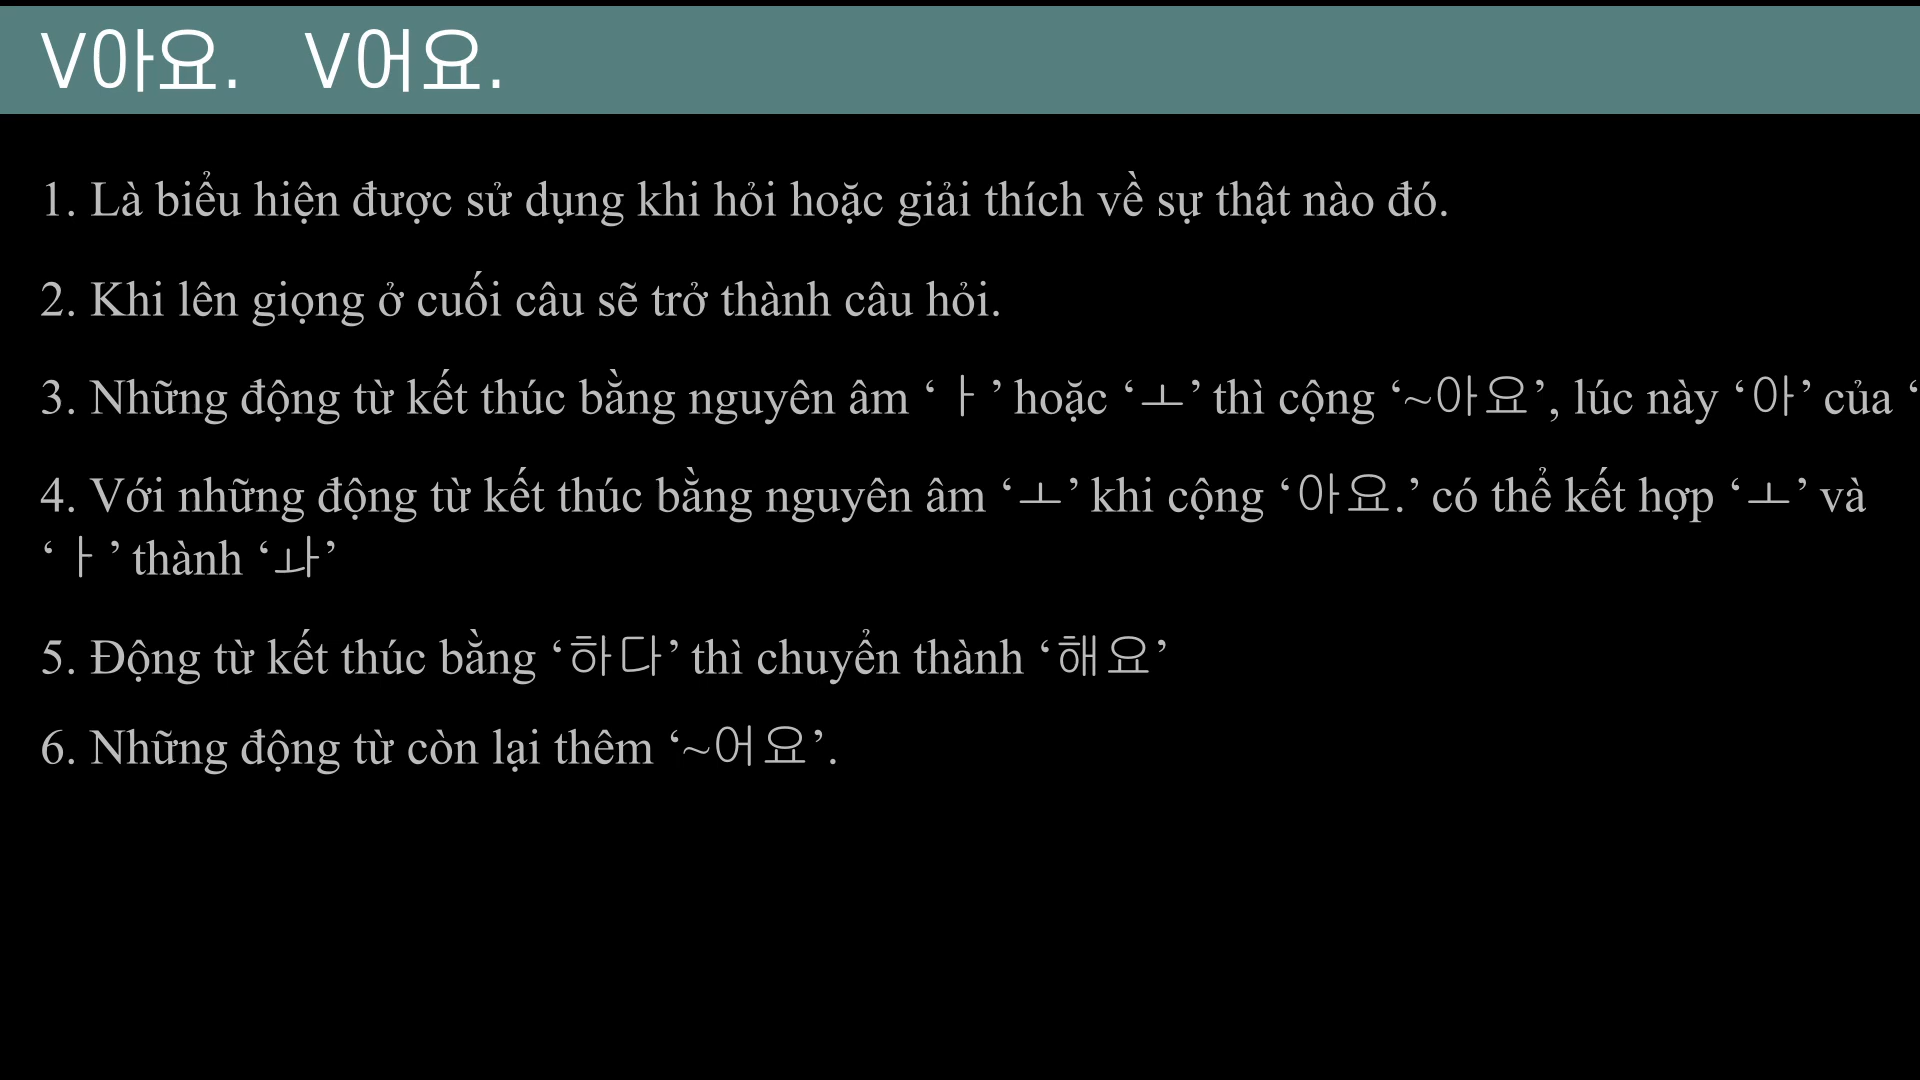 V아요.   V어요.
1. Là biểu hiện được sử dụng khi hỏi hoặc giải thích về sự thật nào đó.
2. Khi lên giọng ở cuối câu sẽ trở thành câu hỏi.
3. Những động từ kết thúc bằng nguyên âm ‘ㅏ’ hoặc ‘ㅗ’ thì cộng ‘~아요’, lúc này ‘아’ của ‘
4. Với những động từ kết thúc bằng nguyên âm ‘ㅗ’ khi cộng ‘아요.’ có thể kết hợp ‘ㅗ’ và
‘ㅏ’ thành ‘ㅘ’
5. Động từ kết thúc bằng ‘하다’ thì chuyển thành ‘해요’
6. Những động từ còn lại thêm ‘~어요’.